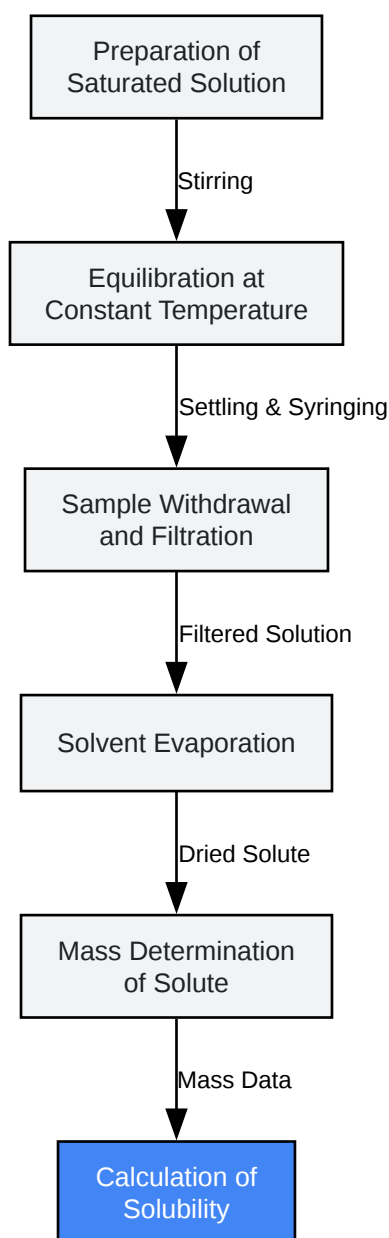 Preparation of
Saturated Solution
Stirring
Equilibration at
Constant Temperature
Settling & Syringing
Sample Withdrawal
and Filtration
Filtered Solution
Solvent Evaporation
Dried Solute
Mass Determination
of Solute
Mass Data
Calculation of
Solubility